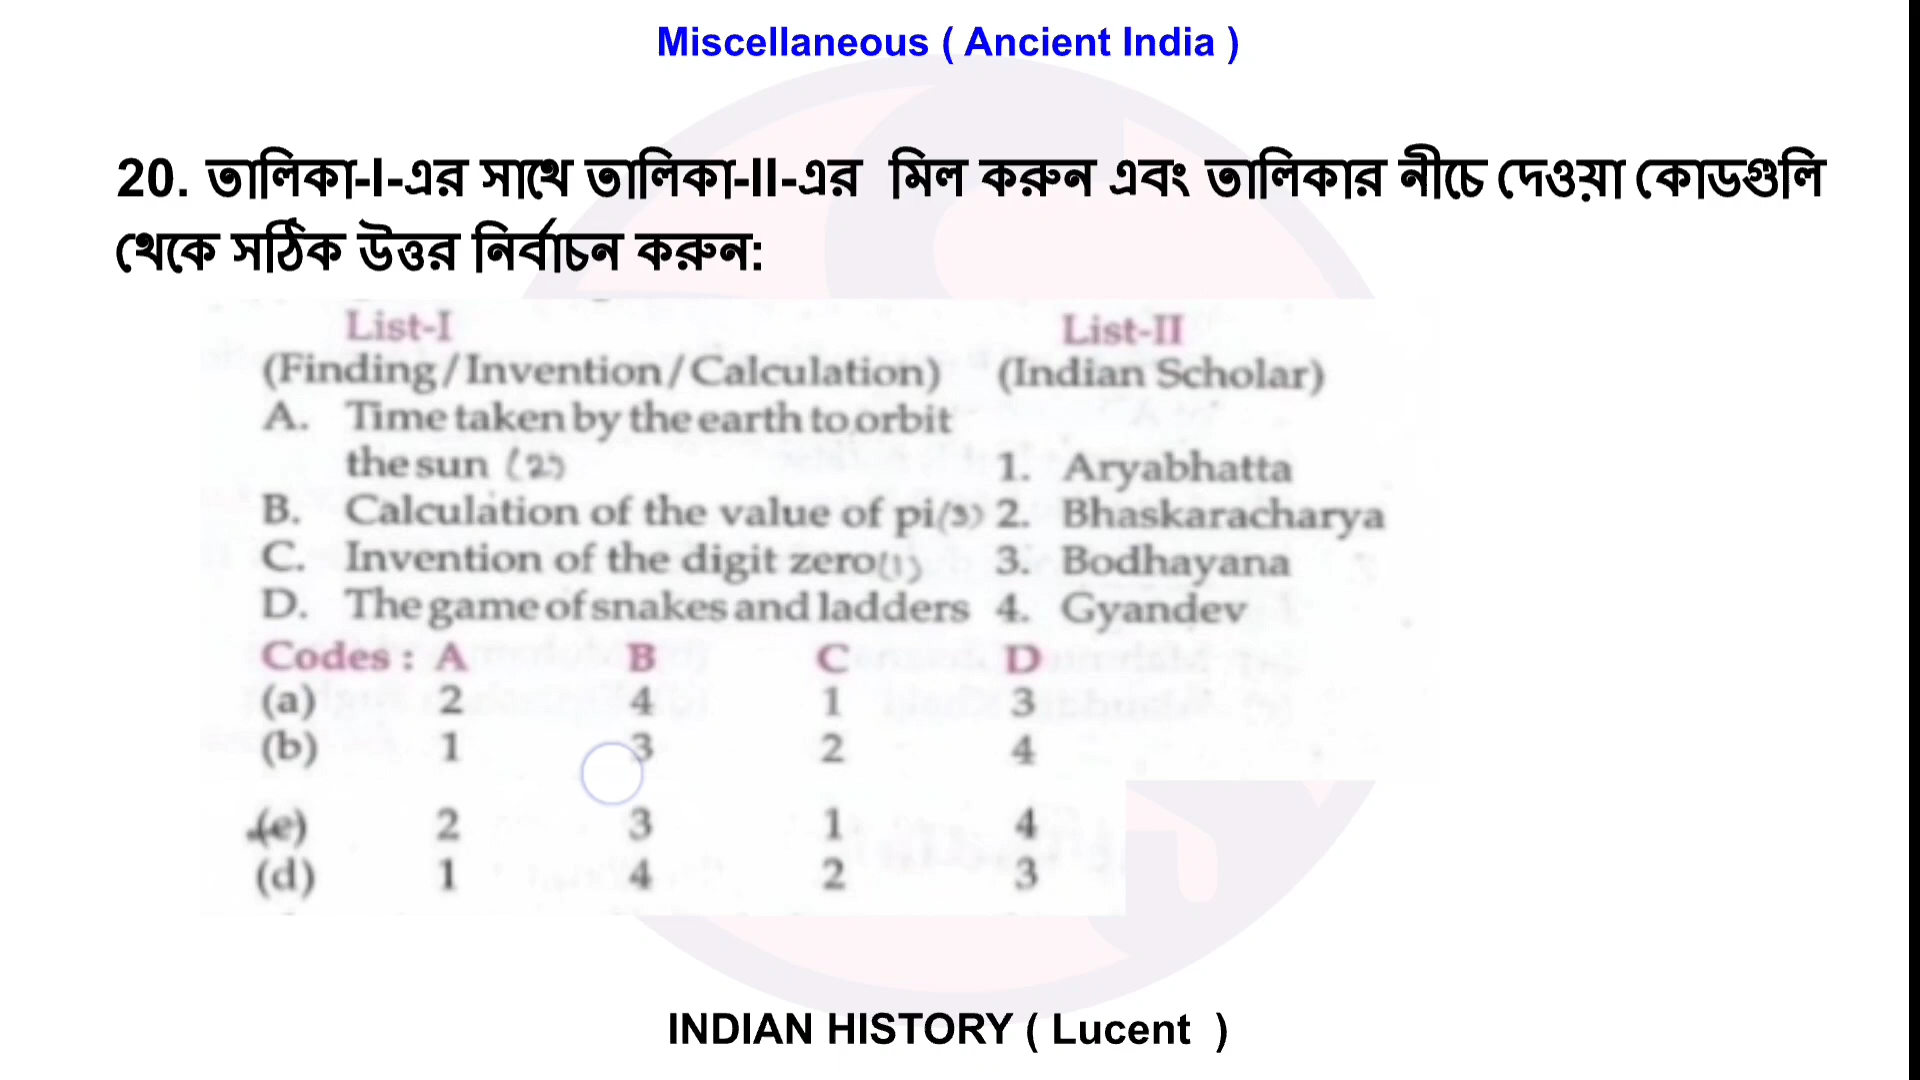 Miscellaneous ( Ancient India )
20. তালিকা-I-এর সাথে তালিকা-II-এর মিল করুন এবং তালিকার নীচে দেওয়া কোডগুলি
থেকে সঠিক উত্তর নির্বাচন করুন:
List-I List-II
(Finding/Invention/Calculation) (Indian Scholar)
A. Time taken by the earth to orbit
the sun (2) 1. Aryabhatta
B. Calculation of the value of pi (3) 2. Bhaskaracharya
C. Invention of the digit zero (1) 3. Bodhayana
D. The game of snakes and ladders 4. Gyandev
Codes : A B C D
(a) 2 4 1 3
(b) 1 3 2 4
(c) 2 3 1 4
(d) 1 4 2 3
INDIAN HISTORY ( Lucent )